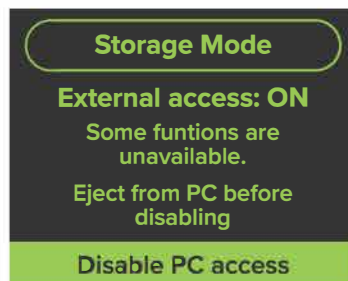 Storage Mode
External access: ON
Some funtions are
unavailable.
Eject from PC before
disabling
Disable PC access